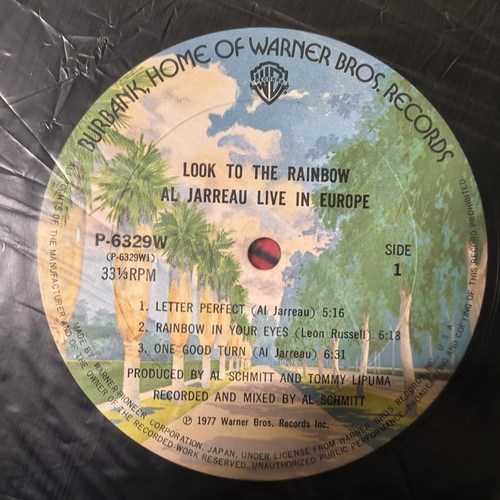 BURBANK, HOME OF WARNER BROS. RECORDS
LOOK TO THE RAINBOW
AL JARREAU LIVE IN EUROPE
P-6329W
(P-6329W1)
33⅓RPM
SIDE
1
1. LETTER PERFECT (Al Jarreau) 5:16
2. RAINBOW IN YOUR EYES (Leon Russell) 6:18
3. ONE GOOD TURN (Al Jarreau) 6:31
PRODUCED BY AL SCHMITT AND TOMMY LIPUMA
RECORDED AND MIXED BY AL SCHMITT
Ⓟ 1977 Warner Bros. Records Inc.
MADE BY WARNER-PIONEER CORPORATION, JAPAN, UNDER LICENSE FROM WARNER BROS. RECORDS INC.
OF THE MANUFACTURER AND OF THE OWNER OF THE RECORDED WORK RESERVED. UNAUTHORIZED PUBLIC PERFORMANCE, BROADCASTING AND COPYING OF THIS RECORD PROHIBITED.